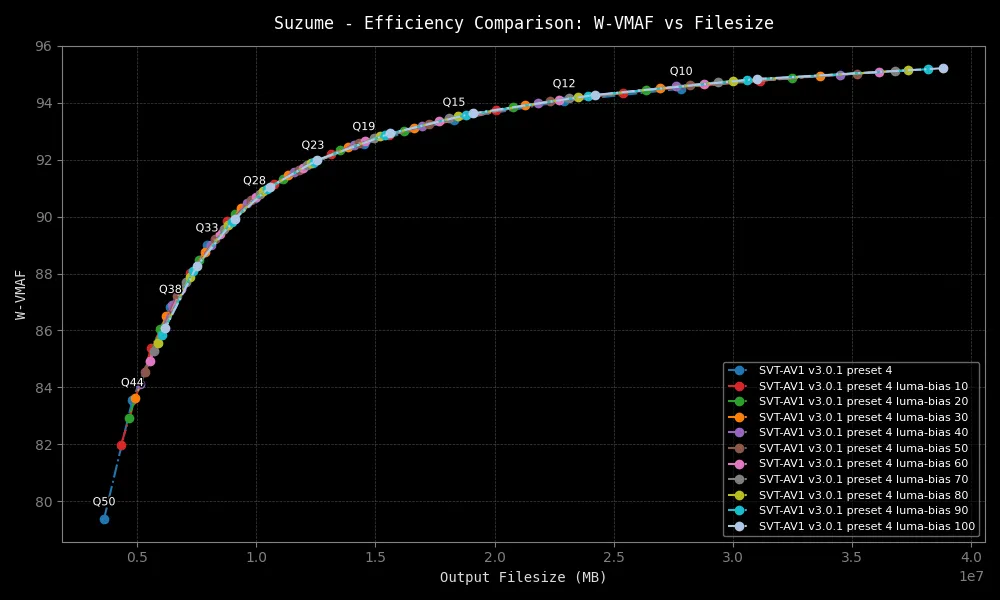 Suzume - Efficiency Comparison: W-VMAF vs Filesize
96
94
92
90
88
86
84
82
80
W-VMAF
Q10
Q12
Q15
Q19
Q23
Q28
Q33
Q38
Q44
Q50
SVT-AV1 v3.0.1 preset 4
SVT-AV1 v3.0.1 preset 4 luma-bias 10
SVT-AV1 v3.0.1 preset 4 luma-bias 20
SVT-AV1 v3.0.1 preset 4 luma-bias 30
SVT-AV1 v3.0.1 preset 4 luma-bias 40
SVT-AV1 v3.0.1 preset 4 luma-bias 50
SVT-AV1 v3.0.1 preset 4 luma-bias 60
SVT-AV1 v3.0.1 preset 4 luma-bias 70
SVT-AV1 v3.0.1 preset 4 luma-bias 80
SVT-AV1 v3.0.1 preset 4 luma-bias 90
SVT-AV1 v3.0.1 preset 4 luma-bias 100
0.5 1.0 1.5 2.0 2.5 3.0 3.5 4.0
1e7
Output Filesize (MB)